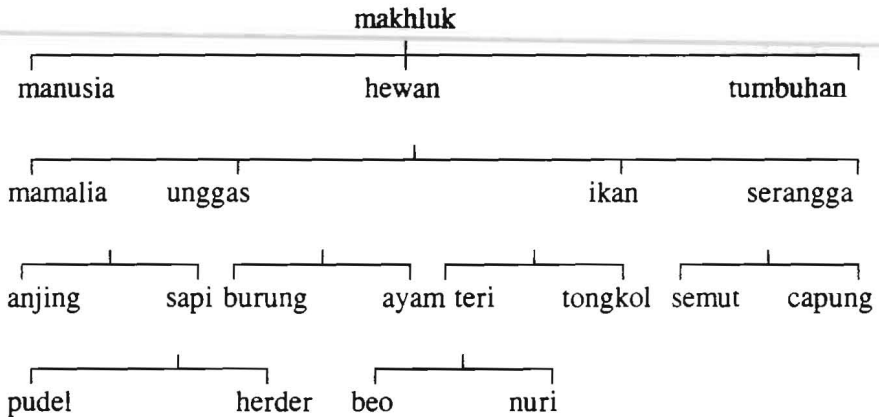 makhluk
manusia hewan tumbuhan
mamalia unggas ikan serangga
anjing sapi burung ayam teri tongkol semut capung
pudel herder beo nuri